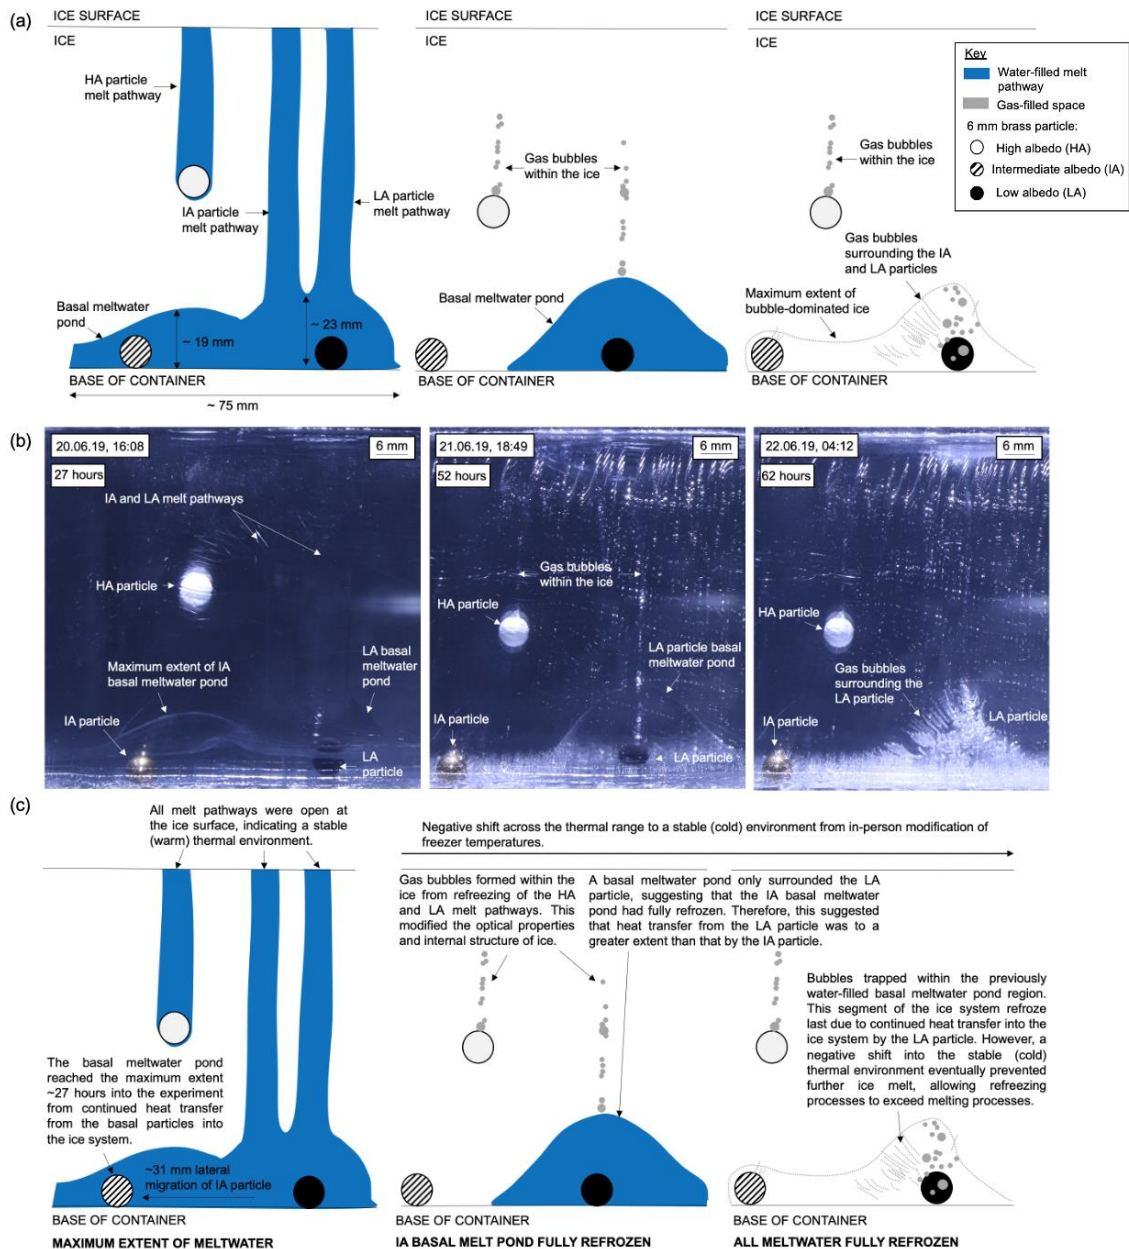 (a)
ICE SURFACE
ICE
HA particle
melt pathway
IA particle
melt pathway
LA particle
melt pathway
Basal meltwater
pond
~ 19 mm
~ 23 mm
BASE OF CONTAINER
~ 75 mm
ICE SURFACE
ICE
Gas bubbles
within the ice
Basal meltwater pond
BASE OF CONTAINER
ICE SURFACE
ICE
Gas bubbles
within the ice
Gas bubbles
surrounding the IA
and LA particles
Maximum extent of
bubble-dominated ice
BASE OF CONTAINER
Key
Water-filled melt
pathway
Gas-filled space
6 mm brass particle:
High albedo (HA)
Intermediate albedo (IA)
Low albedo (LA)
(b)
20.06.19, 16:08
6 mm
27 hours
IA and LA melt pathways
HA particle
Maximum extent of IA
basal meltwater pond
LA basal
meltwater
pond
IA particle
LA
particle
21.06.19, 18:49
6 mm
52 hours
Gas bubbles
within the ice
HA particle
LA particle basal
meltwater pond
IA particle
LA particle
22.06.19, 04:12
6 mm
62 hours
HA particle
Gas bubbles
surrounding the
LA particle
IA particle
LA particle
(c)
All melt pathways were open at
the ice surface, indicating a stable
(warm) thermal environment.
The basal meltwater pond
reached the maximum extent
~27 hours into the experiment
from continued heat transfer
from the basal particles into
the ice system.
~31 mm lateral
migration of IA particle
BASE OF CONTAINER
MAXIMUM EXTENT OF MELTWATER
Negative shift across the thermal range to a stable (cold) environment from in-person modification of
freezer temperatures.
Gas bubbles formed within the
ice from refreezing of the HA
and LA melt pathways. This
modified the optical properties
and internal structure of ice.
A basal meltwater pond only surrounded the LA
particle, suggesting that the IA basal meltwater
pond had fully refrozen. Therefore, this suggested
that heat transfer from the LA particle was to a
greater extent than that by the IA particle.
BASE OF CONTAINER
IA BASAL MELT POND FULLY REFROZEN
Bubbles trapped within the previously
water-filled basal meltwater pond region.
This segment of the ice system refroze
last due to continued heat transfer into the
ice system by the LA particle. However, a
negative shift into the stable (cold)
thermal environment eventually prevented
further ice melt, allowing refreezing
processes to exceed melting processes.
BASE OF CONTAINER
ALL MELTWATER FULLY REFROZEN